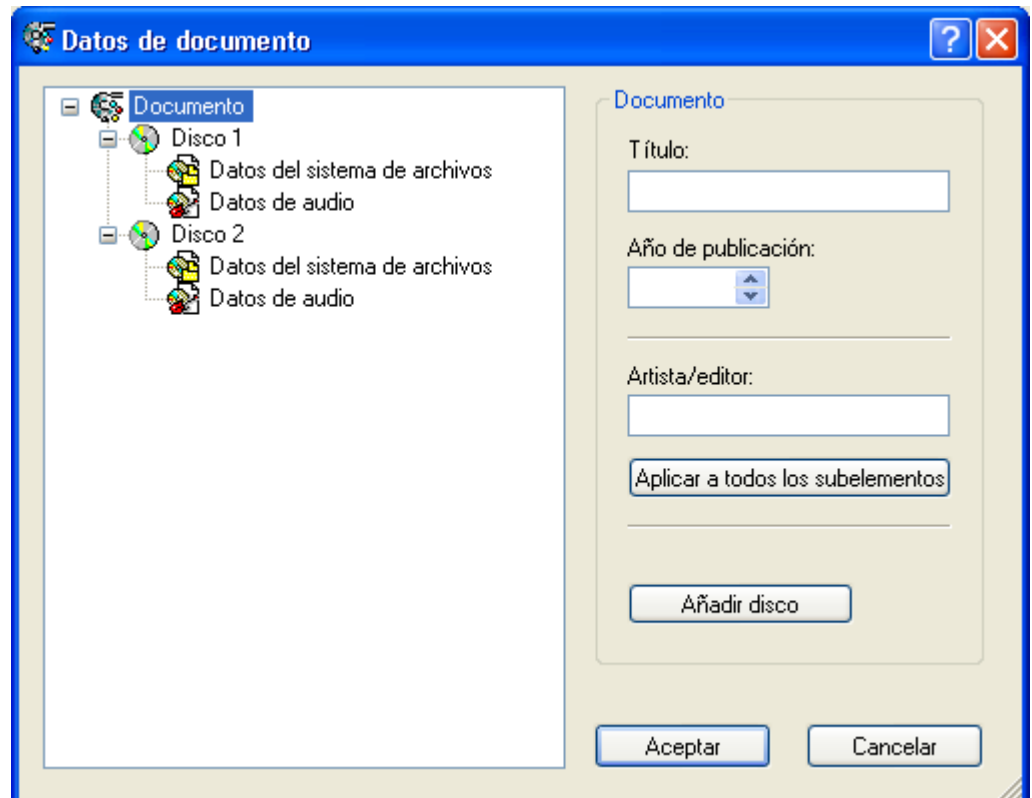 Datos de documento
Documento
Disco 1
Datos del sistema de archivos
Datos de audio
Disco 2
Datos del sistema de archivos
Datos de audio
Documento
Título:
Año de publicación:
Artista/editor:
Aplicar a todos los subelementos
Añadir disco
Aceptar
Cancelar